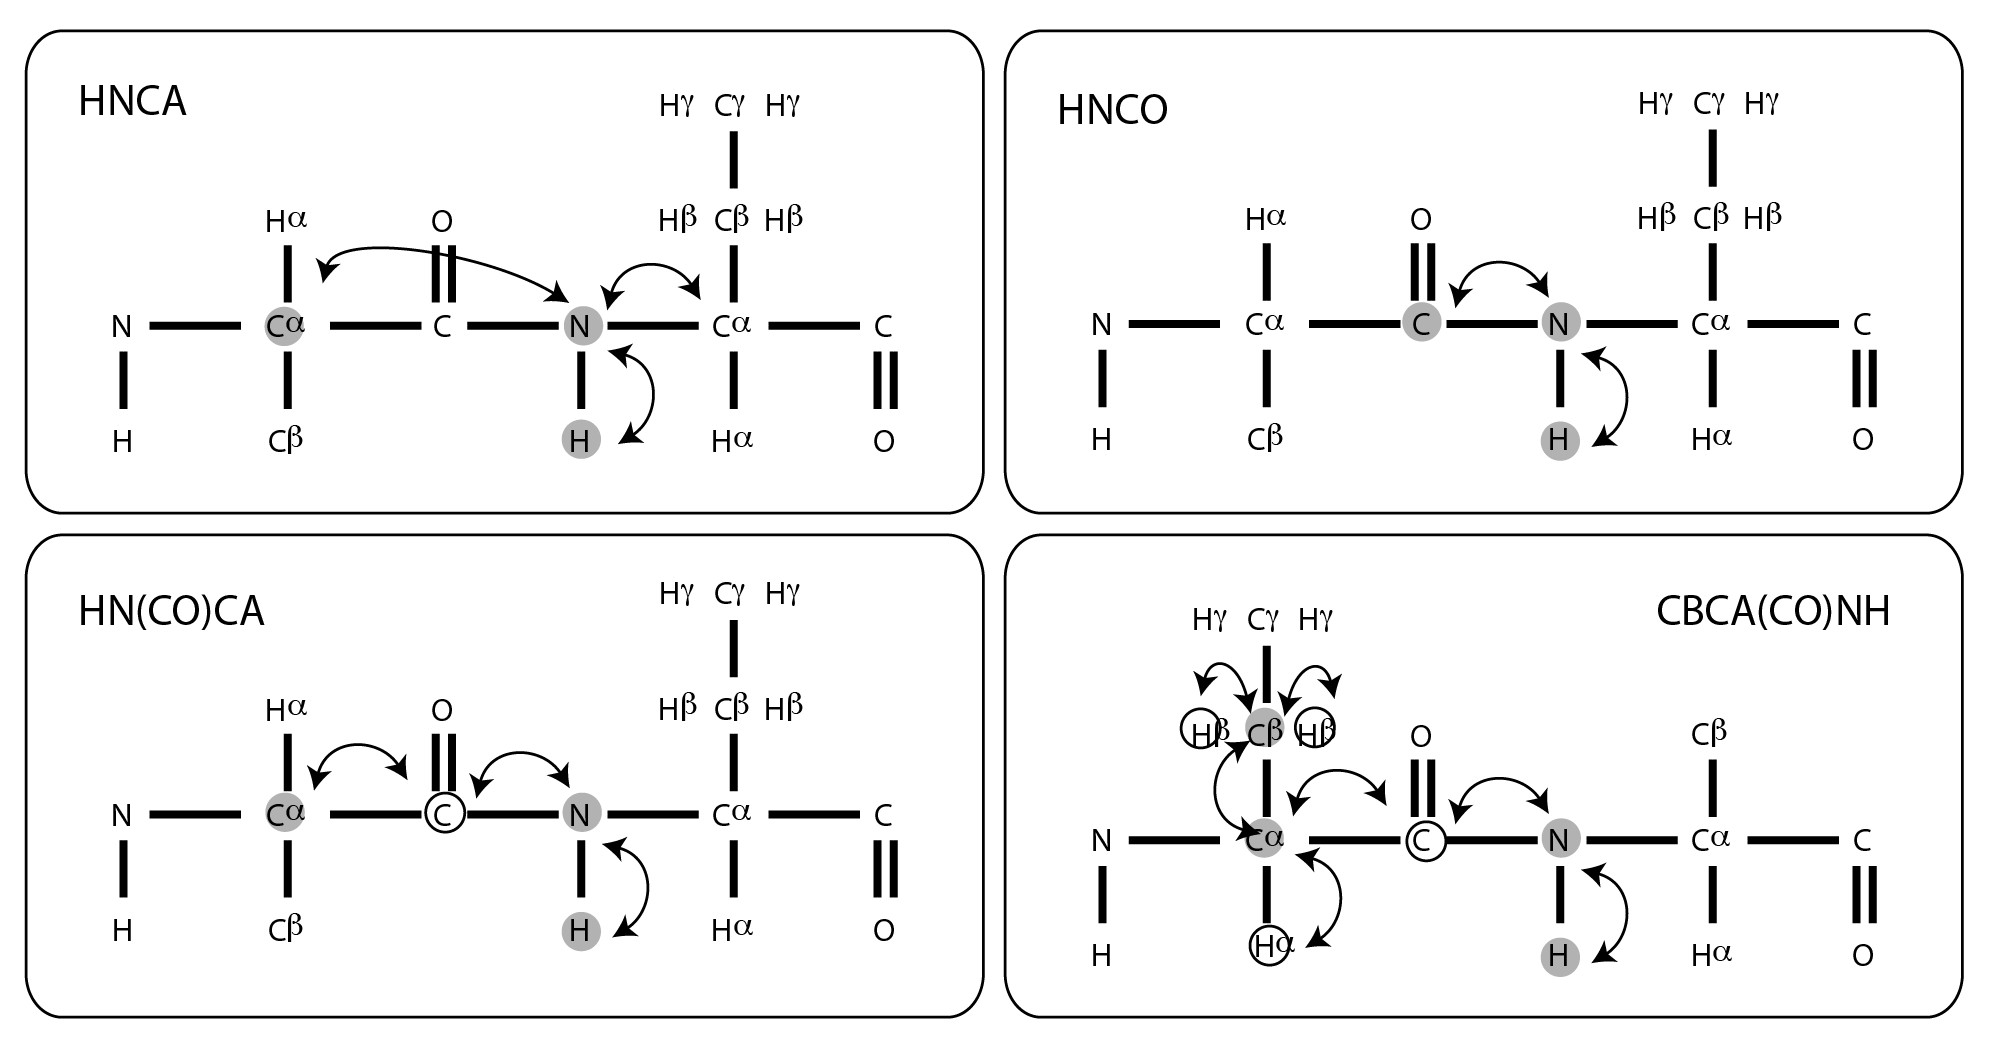 HNCA
Hγ Cγ Hγ
Hα O Hβ Cβ Hβ
N Cα C N Cα C
H Cβ H Hα O
HNCO
Hγ Cγ Hγ
Hα O Hβ Cβ Hβ
N Cα C N Cα C
H Cβ H Hα O
HN(CO)CA
Hγ Cγ Hγ
Hα O Hβ Cβ Hβ
N Cα C N Cα C
H Cβ H Hα O
CBCA(CO)NH
Hγ Cγ Hγ
Hβ Cβ Hβ O Cβ
N Cα C N Cα C
H Hα H Hα O